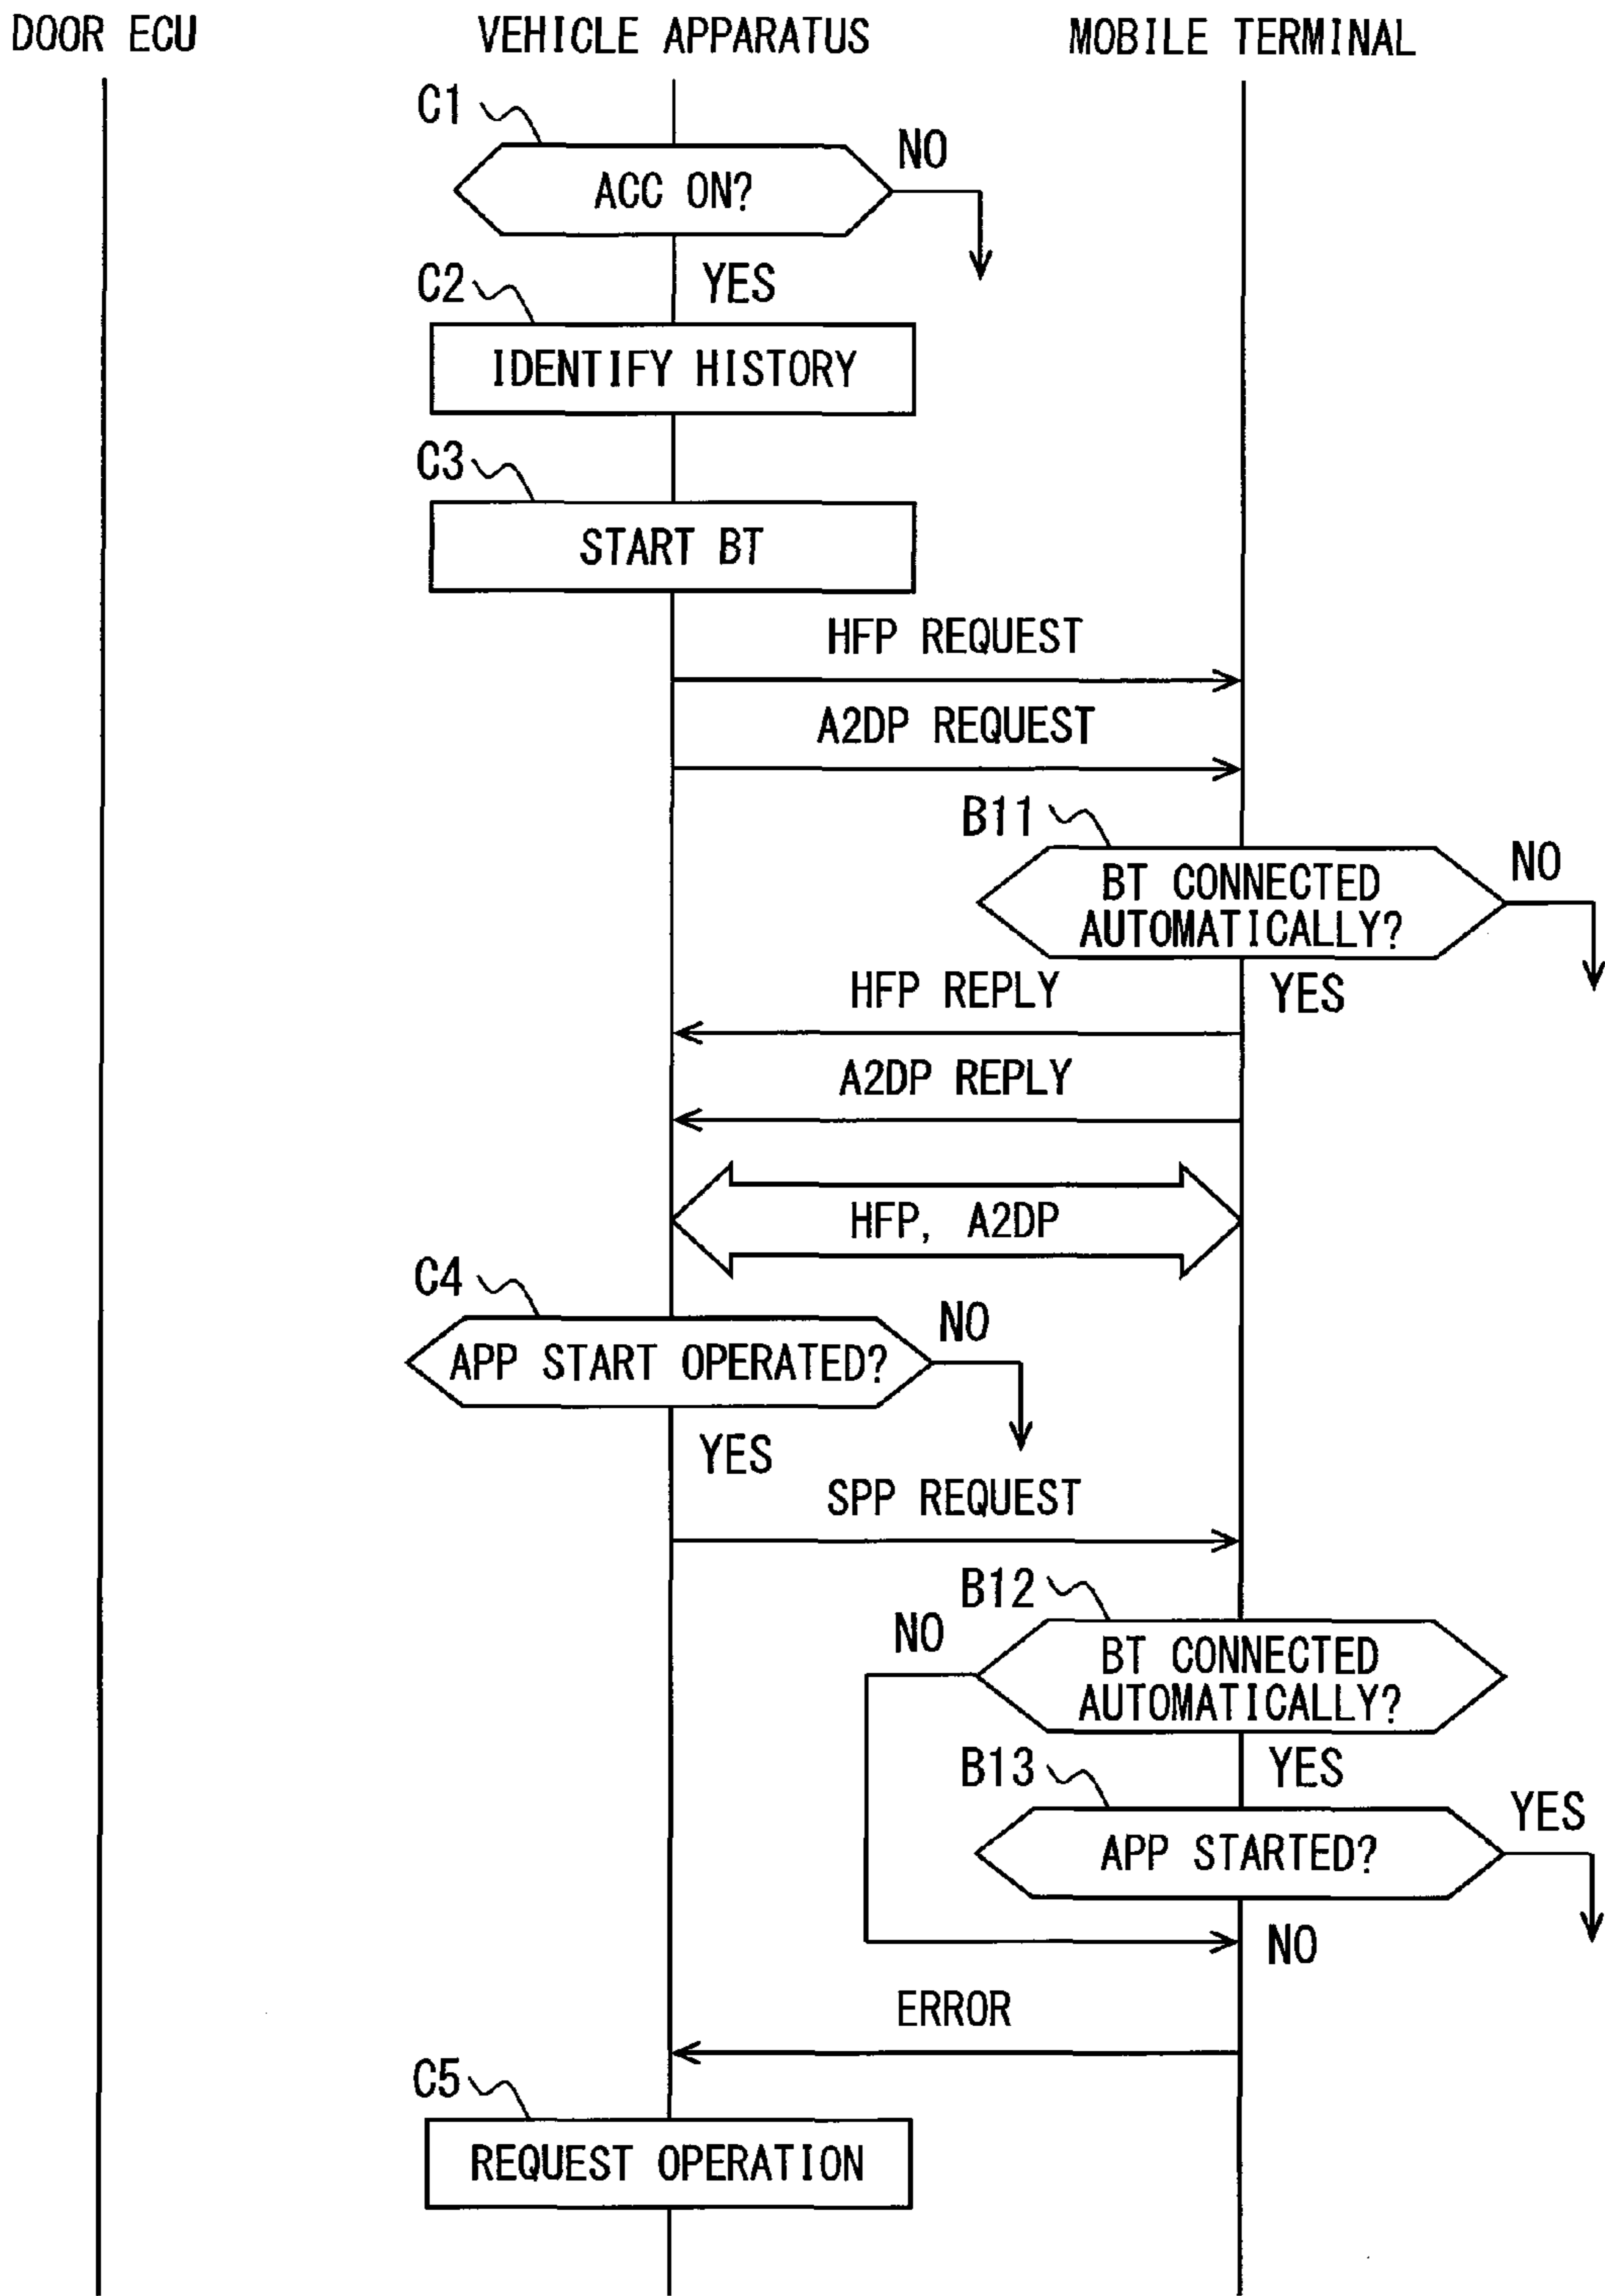 DOOR ECU
VEHICLE APPARATUS
MOBILE TERMINAL
C1
NO
ACC ON?
YES
C2
IDENTIFY HISTORY
C3
START BT
HFP REQUEST
A2DP REQUEST
B11
NO
BT CONNECTED
AUTOMATICALLY?
YES
HFP REPLY
A2DP REPLY
HFP, A2DP
C4
NO
APP START OPERATED?
YES
SPP REQUEST
B12
NO
BT CONNECTED
AUTOMATICALLY?
YES
B13
YES
APP STARTED?
NO
ERROR
C5
REQUEST OPERATION